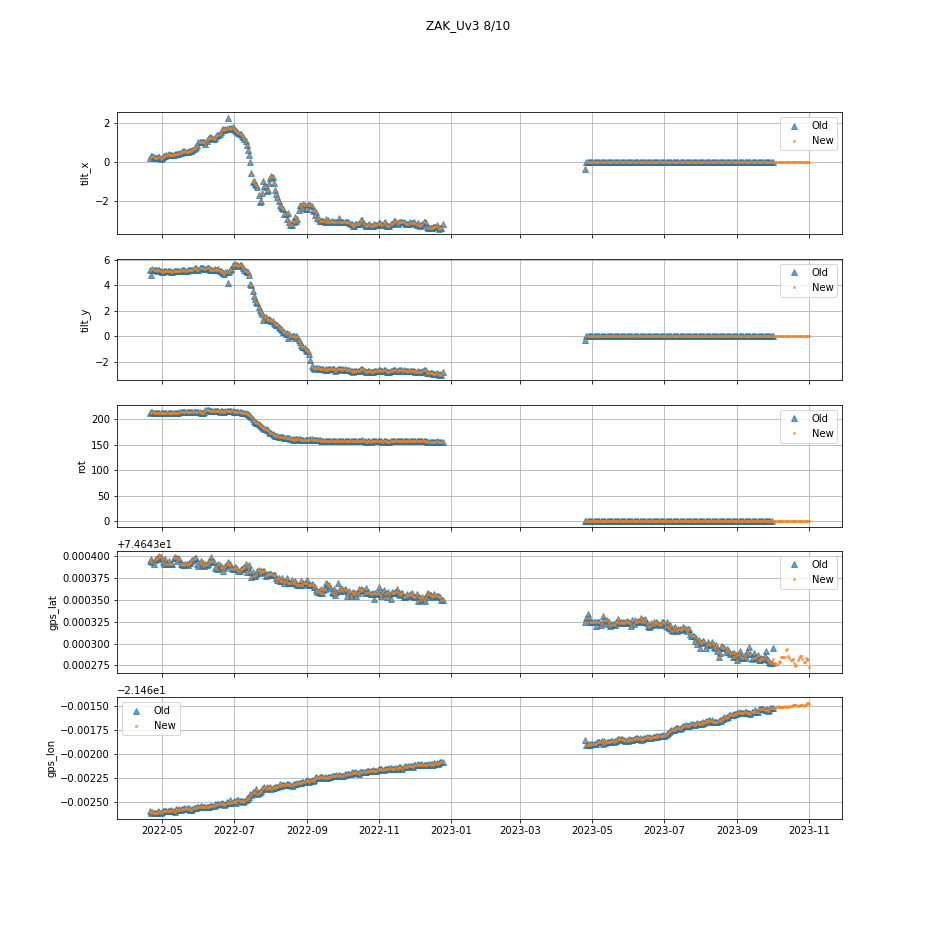 ZAK_Uv3 8/10
2
0
−2
tilt_x
Old
New
6
4
2
0
−2
tilt_y
Old
New
200
150
100
50
0
rot
Old
New
+7.4643e1
0.000400
0.000375
0.000350
0.000325
0.000300
0.000275
gps_lat
Old
New
−2.146e1
−0.00150
−0.00175
−0.00200
−0.00225
−0.00250
gps_lon
Old
New
2022-05 2022-07 2022-09 2022-11 2023-01 2023-03 2023-05 2023-07 2023-09 2023-11